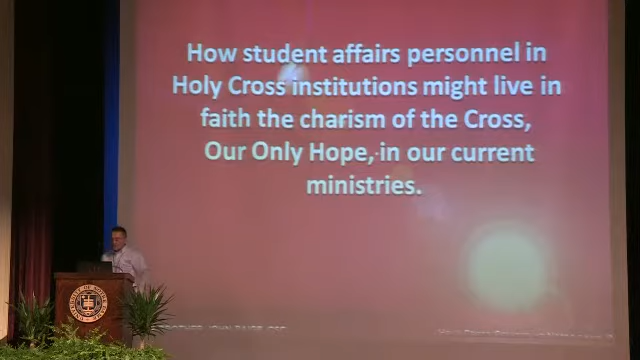 How student affairs personnel in
Holy Cross institutions might live in
faith the charism of the Cross,
Our Only Hope, in our current
ministries.